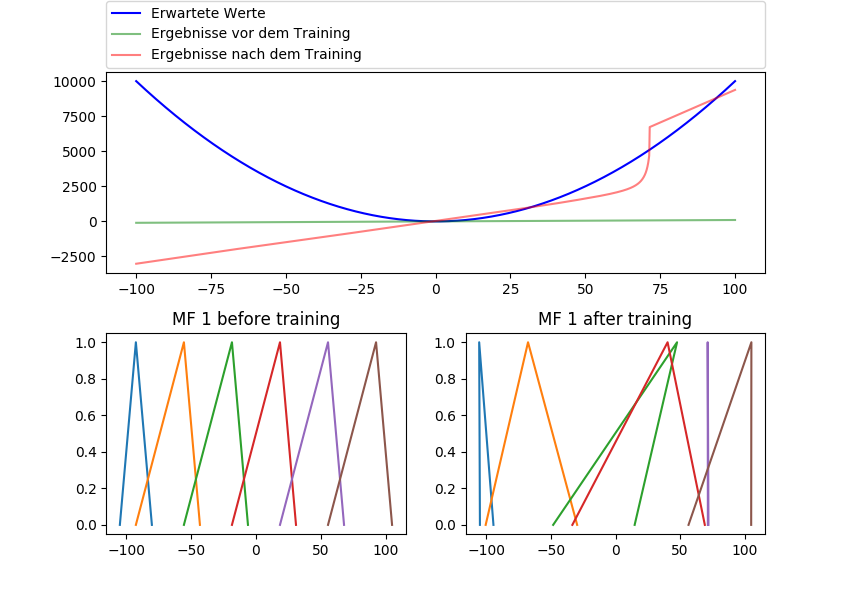 Erwartete Werte
Ergebnisse vor dem Training
Ergebnisse nach dem Training
10000
7500
5000
2500
0
−2500
−100 −75 −50 −25 0 25 50 75 100
MF 1 before training
1.0
0.8
0.6
0.4
0.2
0.0
−100 −50 0 50 100
MF 1 after training
1.0
0.8
0.6
0.4
0.2
0.0
−100 −50 0 50 100